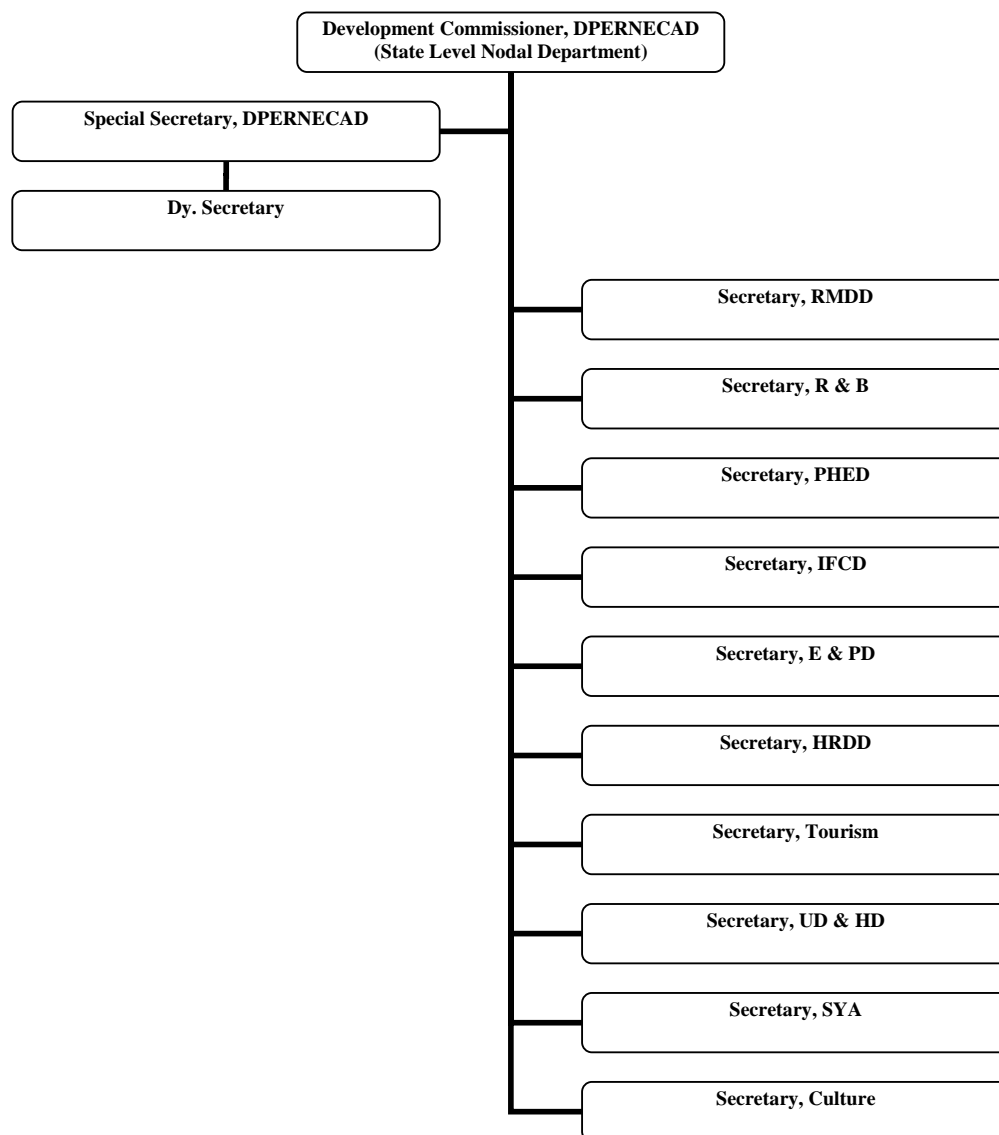 Development Commissioner, DPERNECAD
(State Level Nodal Department)
Special Secretary, DPERNECAD
Dy. Secretary
Secretary, RMDD
Secretary, R & B
Secretary, PHED
Secretary, IFCD
Secretary, E & PD
Secretary, HRDD
Secretary, Tourism
Secretary, UD & HD
Secretary, SYA
Secretary, Culture